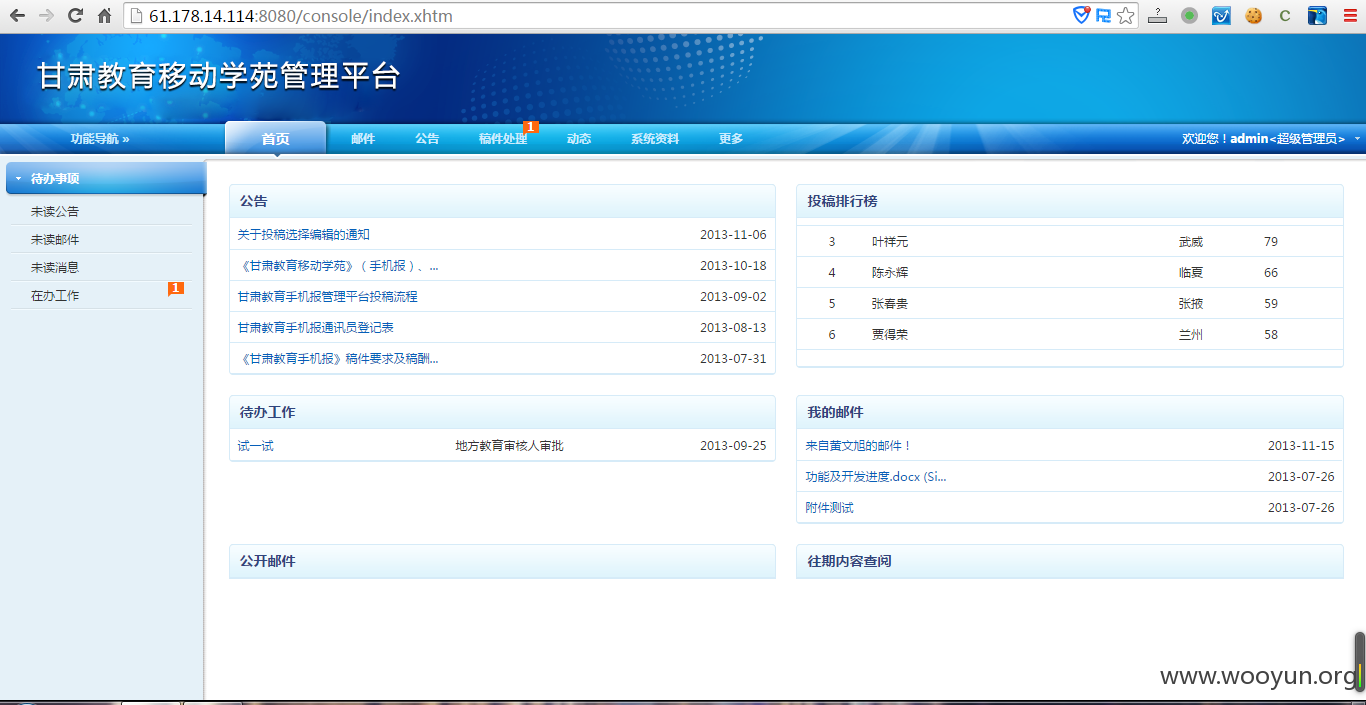 61.178.14.114:8080/console/index.xhtm
甘肃教育移动学苑管理平台
功能导航 » 首页 邮件 公告 稿件处理 1 动态 系统资料 更多 欢迎您！admin<超级管理员>
待办事项
未读公告
未读邮件
未读消息
在办工作 1
公告
关于投稿选择编辑的通知 2013-11-06
《甘肃教育移动学苑》（手机报）、... 2013-10-18
甘肃教育手机报管理平台投稿流程 2013-09-02
甘肃教育手机报通讯员登记表 2013-08-13
《甘肃教育手机报》稿件要求及稿酬... 2013-07-31
投稿排行榜
3 叶祥元 武威 79
4 陈永辉 临夏 66
5 张春贵 张掖 59
6 贾得荣 兰州 58
待办工作
试一试 地方教育审核人审批 2013-09-25
我的邮件
来自黄文旭的邮件！ 2013-11-15
功能及开发进度.docx (Si... 2013-07-26
附件测试 2013-07-26
公开邮件
往期内容查阅
www.wooyun.org